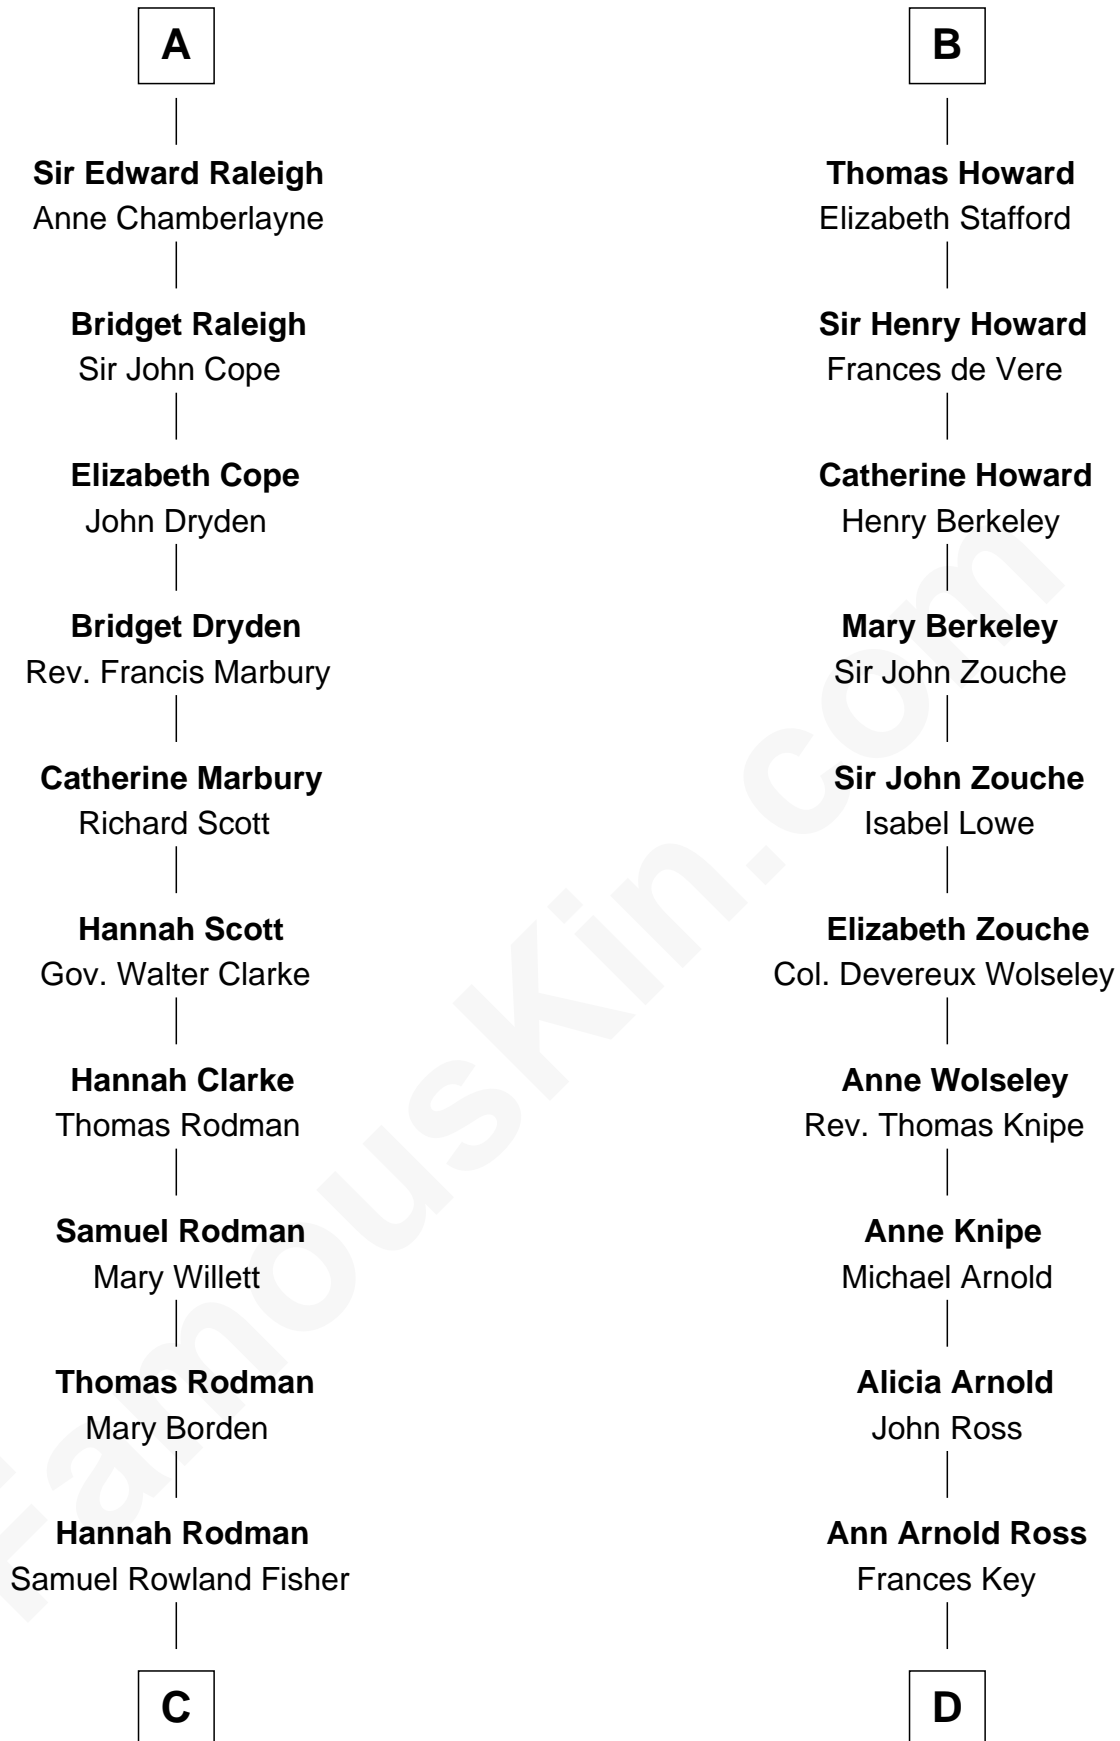 A
Sir Edward Raleigh
Anne Chamberlayne
Bridget Raleigh
Sir John Cope
Elizabeth Cope
John Dryden
Bridget Dryden
Rev. Francis Marbury
Catherine Marbury
Richard Scott
Hannah Scott
Gov. Walter Clarke
Hannah Clarke
Thomas Rodman
Samuel Rodman
Mary Willett
Thomas Rodman
Mary Borden
Hannah Rodman
Samuel Rowland Fisher
C
B
Thomas Howard
Elizabeth Stafford
Sir Henry Howard
Frances de Vere
Catherine Howard
Henry Berkeley
Mary Berkeley
Sir John Zouche
Sir John Zouche
Isabel Lowe
Elizabeth Zouche
Col. Devereux Wolseley
Anne Wolseley
Rev. Thomas Knipe
Anne Knipe
Michael Arnold
Alicia Arnold
John Ross
Ann Arnold Ross
Frances Key
D
FamousKin.com